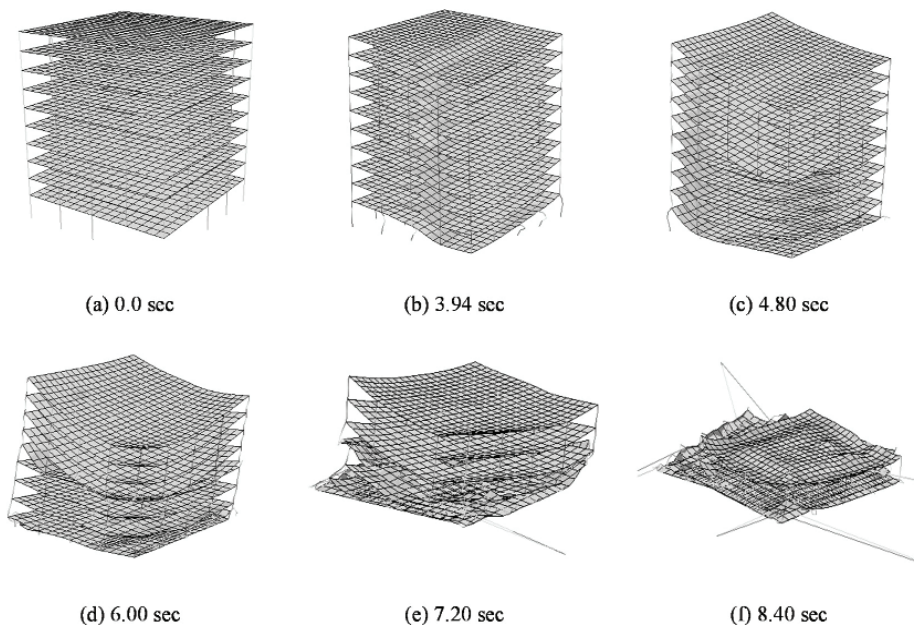 (a) 0.0 sec
(b) 3.94 sec
(c) 4.80 sec
(d) 6.00 sec
(e) 7.20 sec
(f) 8.40 sec